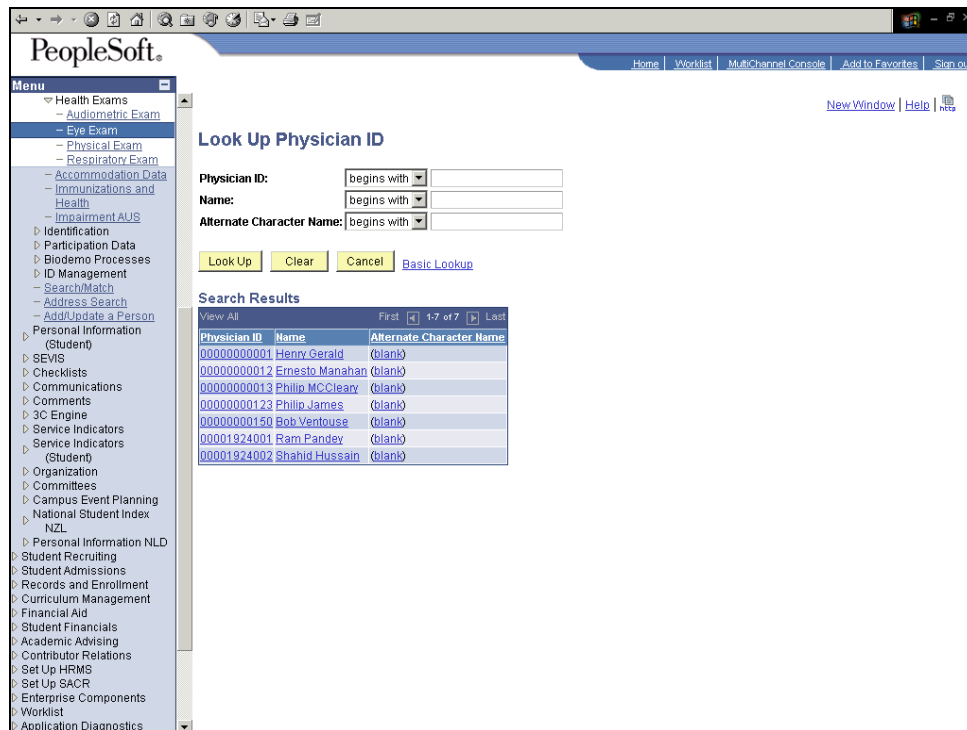 PeopleSoft®
Home | Worklist | MultiChannel Console | Add to Favorites |
Menu
Health Exams
Audiometric Exam
Eye Exam
Physical Exam
Respiratory Exam
Accommodation Data
Immunizations and
Health
Impairment AUS
Identification
Participation Data
Biodemo Processes
ID Management
Search/Match
Address Search
Add/Update a Person
Personal Information
(Student)
SEVIS
Checklists
Communications
Comments
3C Engine
Service Indicators
Service Indicators
(Student)
Organization
Committees
Campus Event Planning
National Student Index
NZL
Personal Information NLD
Student Recruiting
Student Admissions
Records and Enrollment
Curriculum Management
Financial Aid
Student Financials
Academic Advising
Contributor Relations
Set Up HRMS
Set Up SACR
Enterprise Components
Worklist
Application Diagnostics
New Window | Help | http
Look Up Physician ID
Physician ID: begins with
Name: begins with
Alternate Character Name: begins with
Look Up Clear Cancel Basic Lookup
Search Results
View All First 1-7 of 7 Last
Physician ID Name Alternate Character Name
00000000001 Henry Gerald (blank)
00000000012 Ernesto Manahan (blank)
00000000013 Philip MCCleary (blank)
00000000123 Philip James (blank)
00000000150 Bob Ventouse (blank)
00001924001 Ram Pandey (blank)
00001924002 Shahid Hussain (blank)